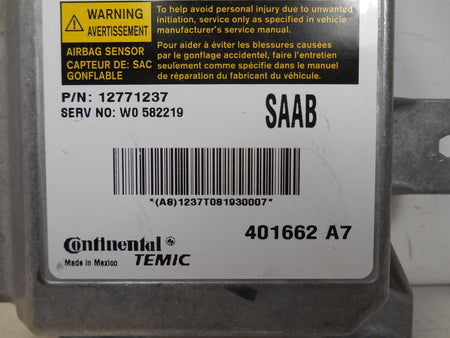 WARNING
AVERTISSEMENT
AIRBAG SENSOR
CAPTEUR DE: SAC
GONFLABLE
To help avoid personal injury due to unwanted
initiation, service only as specified in vehicle
manufacturer's service manual.
Pour aider à éviter les blessures causées
par le gonflage accidentel, faire l'entretien
seulement comme spécifie dans le manuel
de réparation du fabricant du véhicule.
P/N: 12771237
SERV NO: W0 582219
SAAB
*(A8)1237T081930007*
401662 A7
Continental
Made in Mexico TEMIC